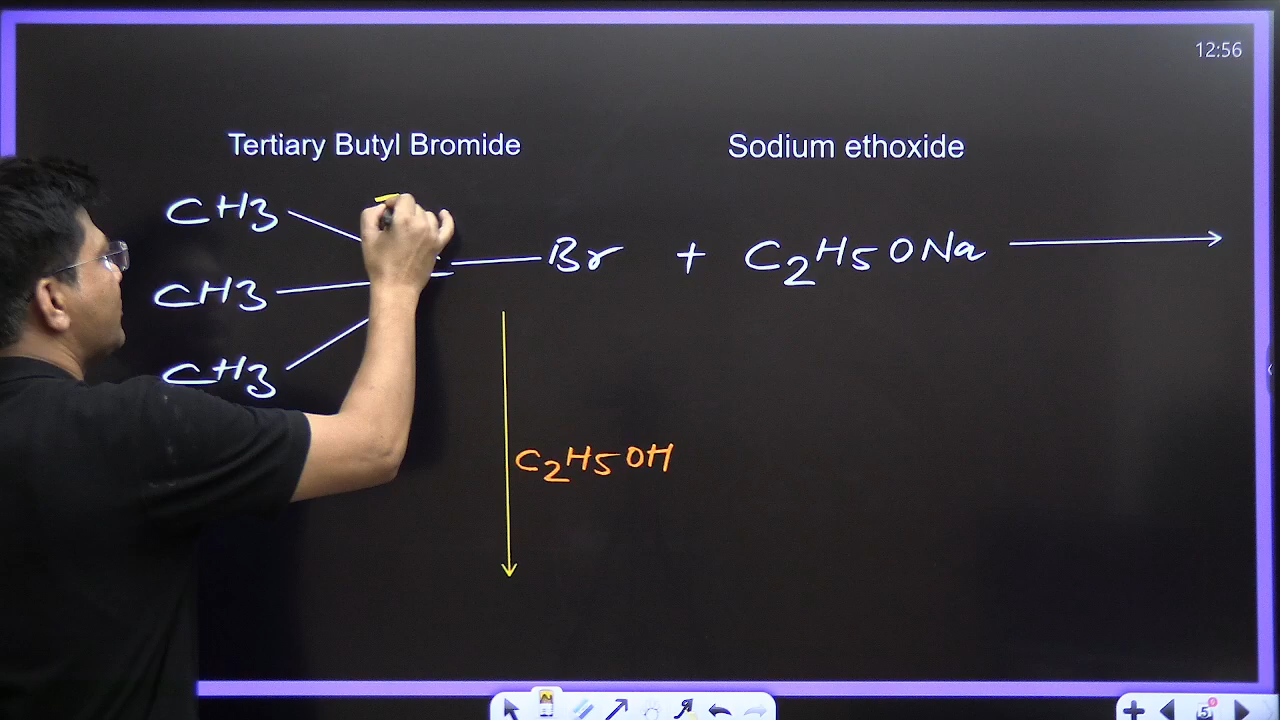 12:56
Tertiary Butyl Bromide Sodium ethoxide
CH3
Br + C2H5ONa
CH3
CH3
C2H5OH